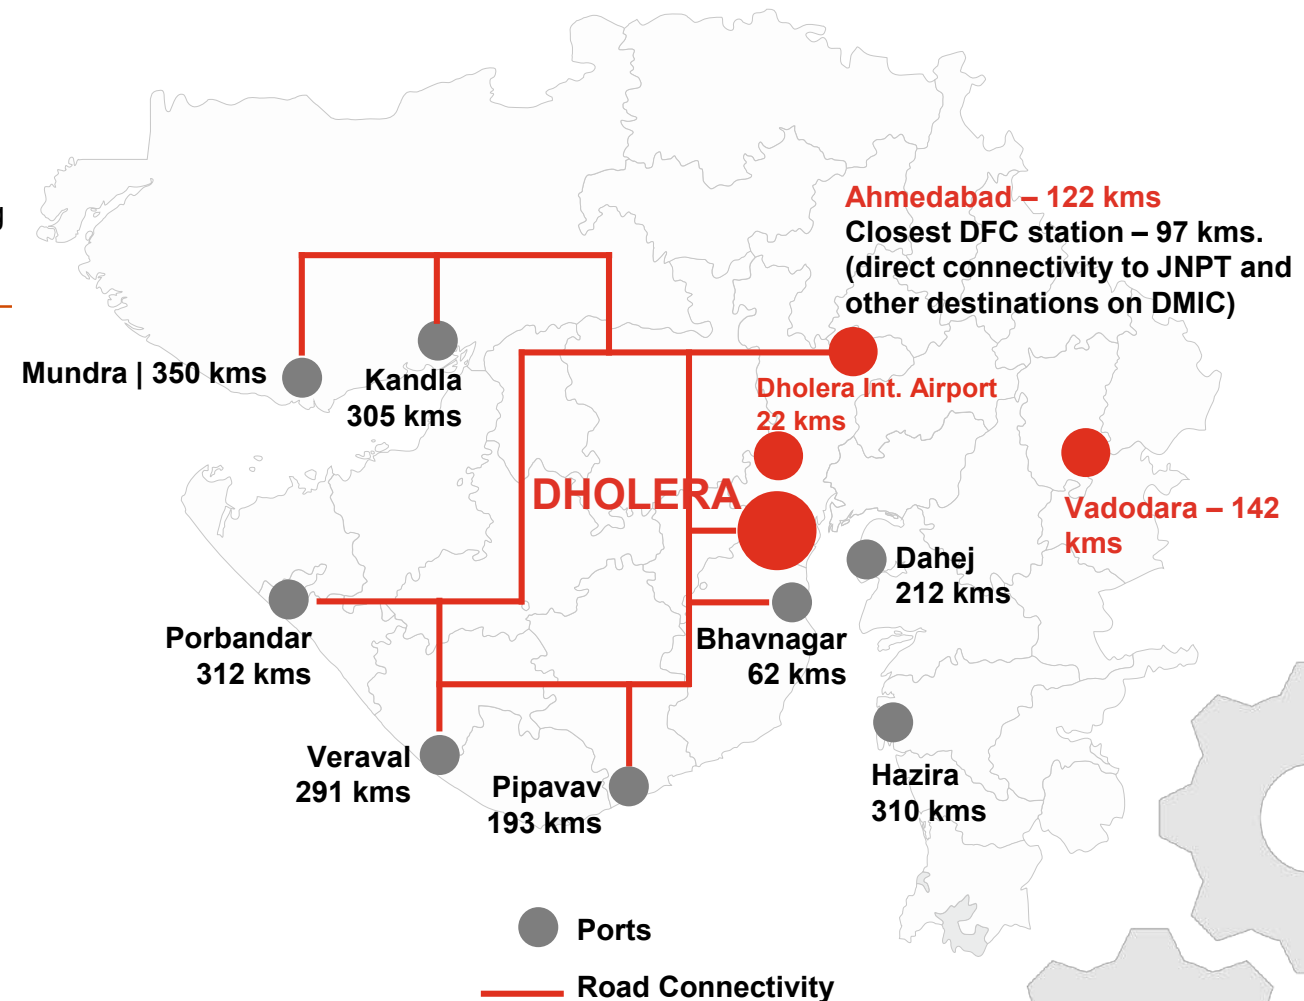 g
Ahmedabad – 122 kms
Closest DFC station – 97 kms.
(direct connectivity to JNPT and
other destinations on DMIC)
Mundra | 350 kms
Kandla
305 kms
Dholera Int. Airport
22 kms
DHOLERA
Vadodara – 142
kms
Dahej
212 kms
Porbandar
312 kms
Bhavnagar
62 kms
Veraval
291 kms
Pipavav
193 kms
Hazira
310 kms
Ports
Road Connectivity